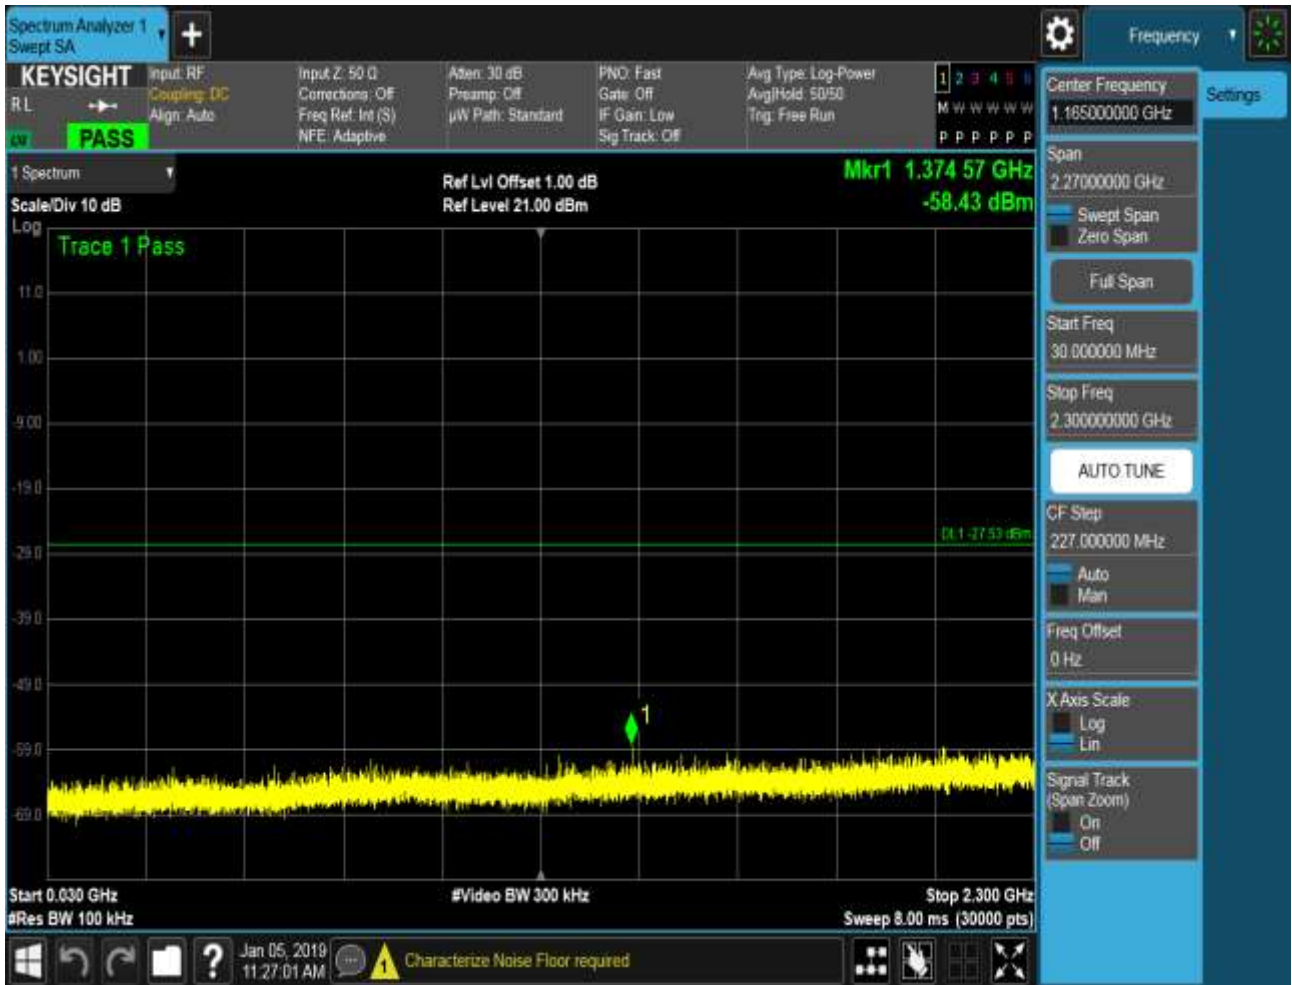 Spectrum Analyzer 1
Swept SA
Frequency
KEYSIGHT
R L
PASS
Input: RF
Coupling: DC
Align: Auto
Input Z: 50 Ω
Corrections: Off
Freq Ref: Int (S)
NFE: Adaptive
Atten: 30 dB
Preamp: Off
µW Path: Standard
PNO: Fast
Gate: Off
IF Gain: Low
Sig Track: Off
Avg Type: Log-Power
Avg|Hold: 50/50
Trig: Free Run
1 2 3 4 5 6
M W W W W W
P P P P P P
1 Spectrum
Scale/Div 10 dB
Ref Lvl Offset 1.00 dB
Ref Level 21.00 dBm
Mkr1 1.374 57 GHz
-58.43 dBm
Log
Trace 1 Pass
11.0
1.00
-9.00
-19.0
DL1 -27.53 dBm
-29.0
-39.0
-49.0
1
-59.0
-69.0
Start 0.030 GHz
#Video BW 300 kHz
Stop 2.300 GHz
#Res BW 100 kHz
Sweep 8.00 ms (30000 pts)
?
Jan 05, 2019
11:27:01 AM
Characterize Noise Floor required
Center Frequency
1.165000000 GHz
Settings
Span
2.27000000 GHz
Swept Span
Zero Span
Full Span
Start Freq
30.000000 MHz
Stop Freq
2.300000000 GHz
AUTO TUNE
CF Step
227.000000 MHz
Auto
Man
Freq Offset
0 Hz
X Axis Scale
Log
Lin
Signal Track
(Span Zoom)
On
Off